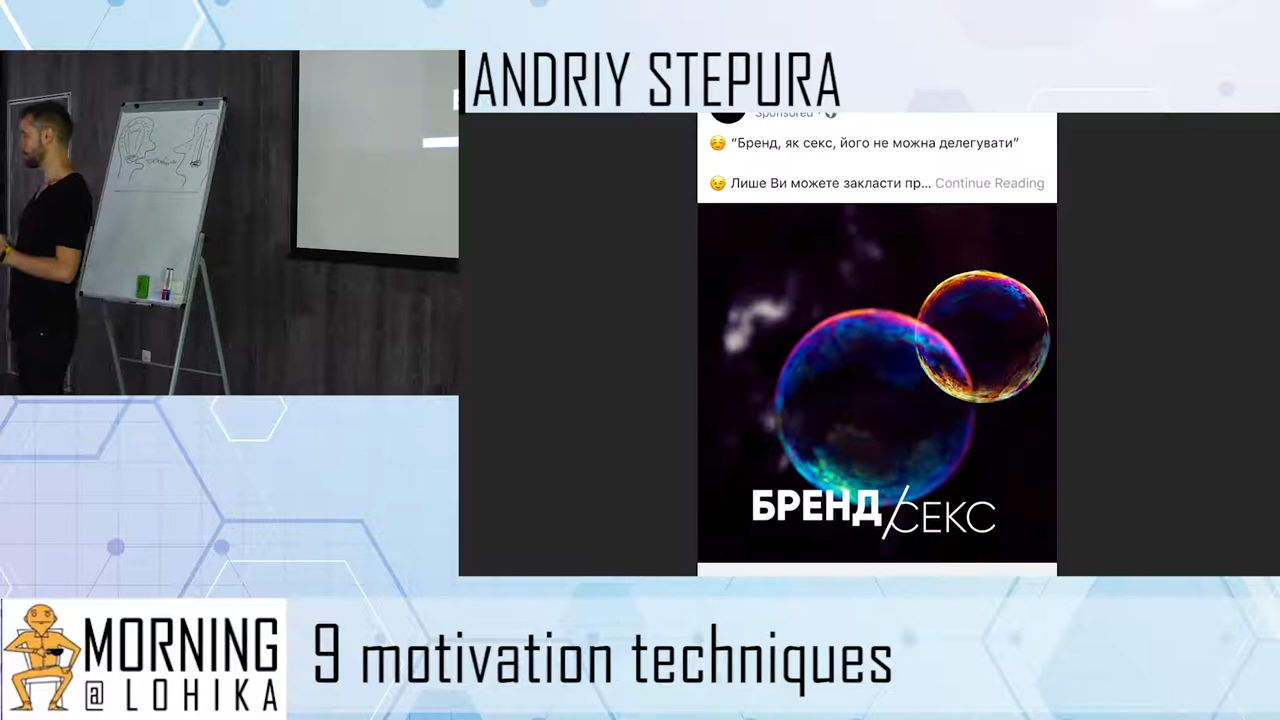 ANDRIY STEPURA
Sponsored ·
☺️ “Бренд, як секс, його не можна делегувати”
😉 Лише Ви можете закласти пр... Continue Reading
БРЕНД/СЕКС
MORNING
@ LOHIKA
9 motivation techniques